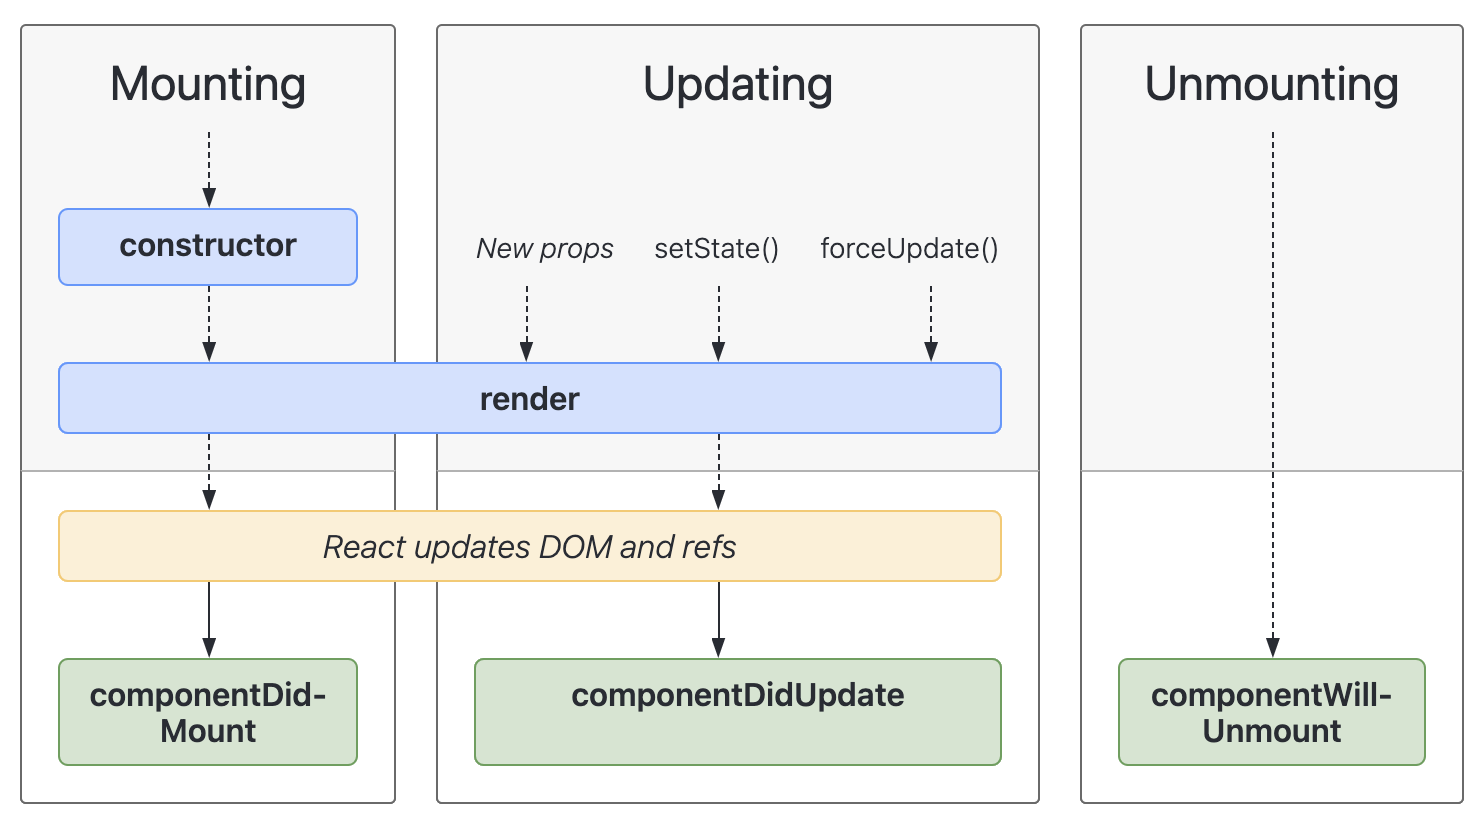 Mounting
Updating
Unmounting
constructor
New props
setState()
forceUpdate()
render
React updates DOM and refs
componentDid-
Mount
componentDidUpdate
componentWill-
Unmount